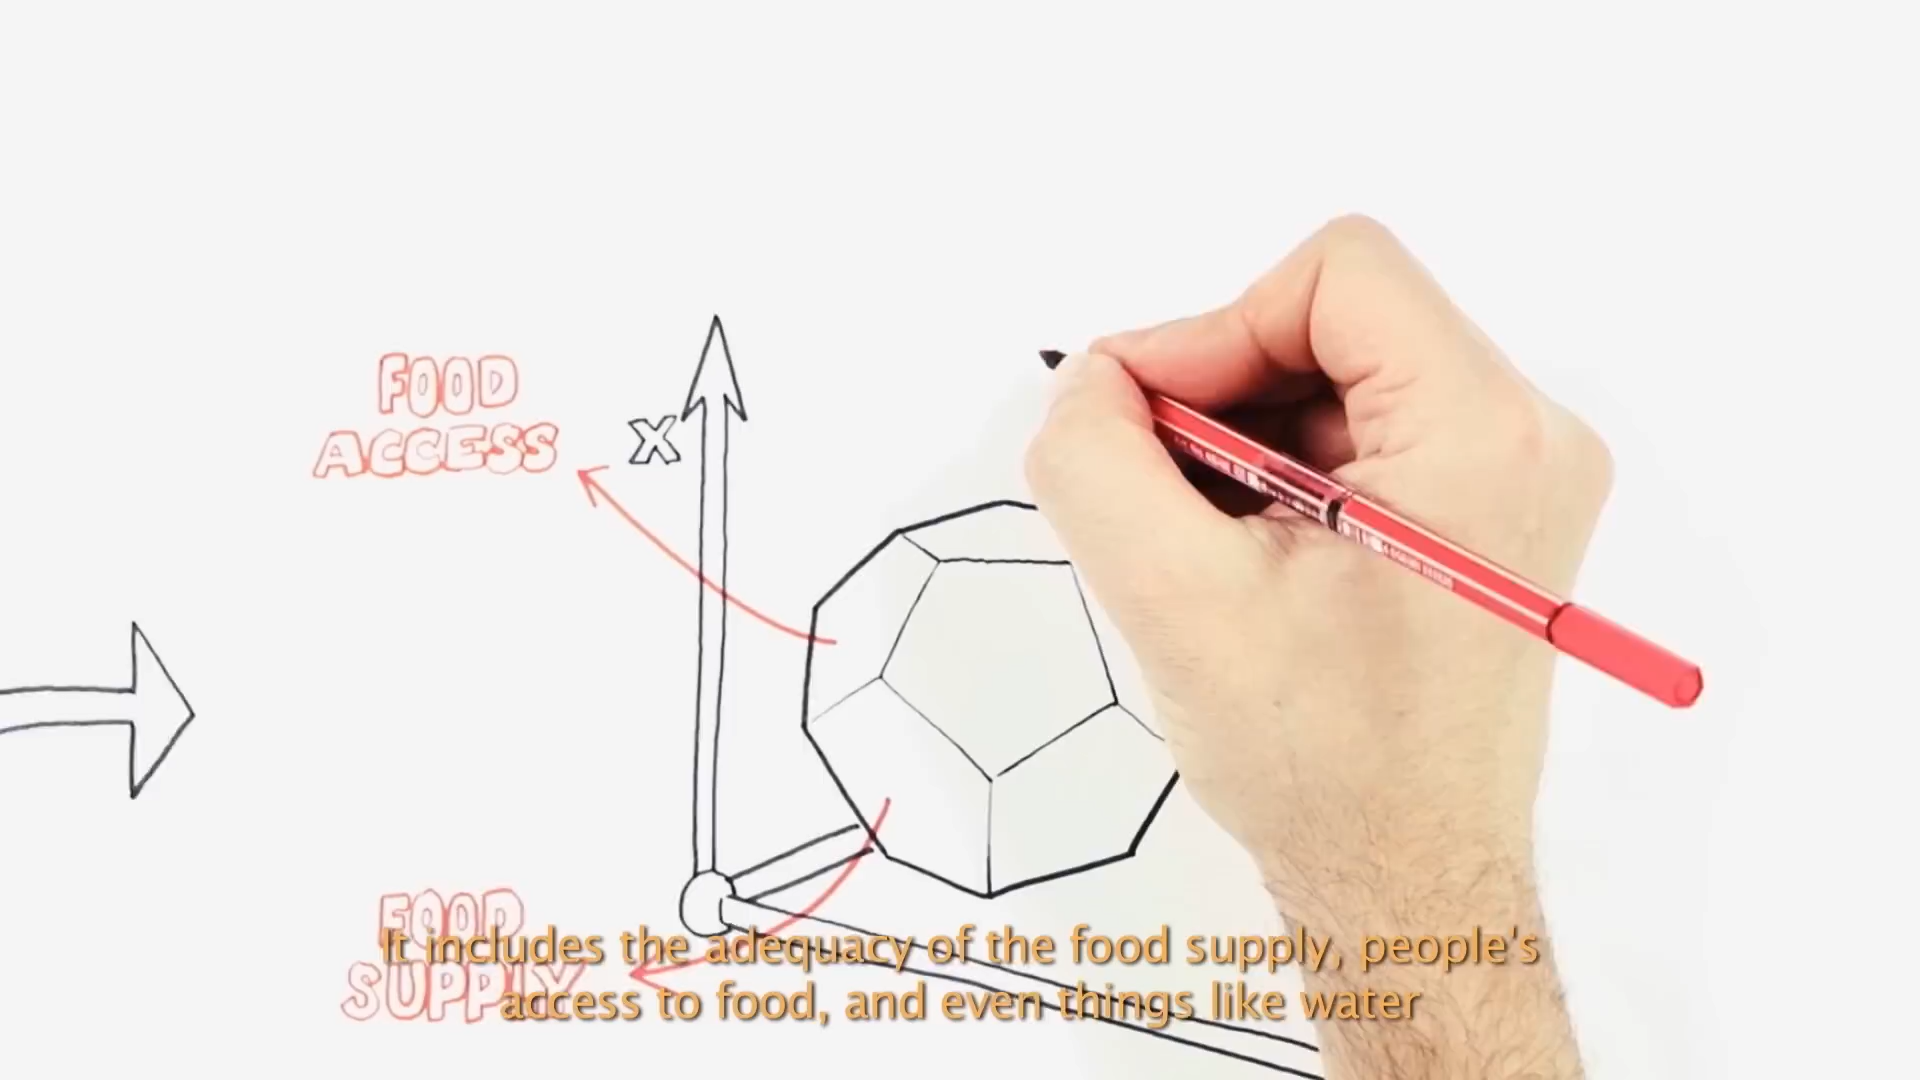 FOOD
ACCESS
X
FOOD
SUPPLY
It includes the adequacy of the food supply, people's
access to food, and even things like water